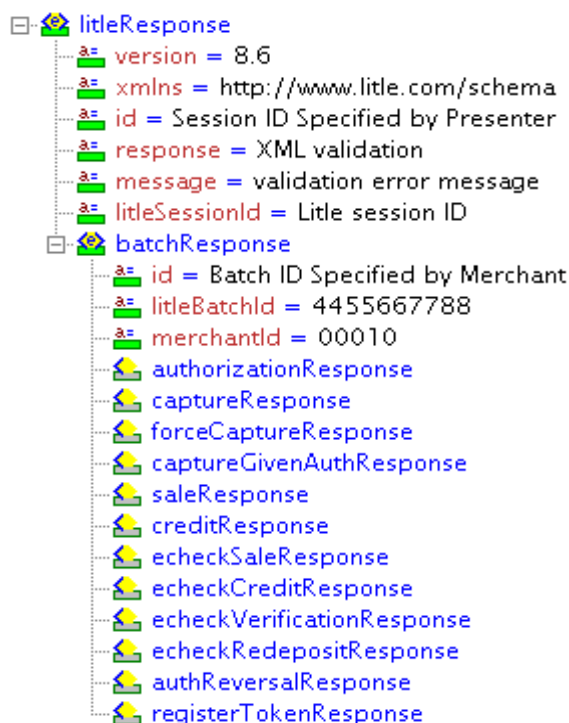 litleResponse
version = 8.6
xmlns = http://www.litle.com/schema
id = Session ID Specified by Presenter
response = XML validation
message = validation error message
litleSessionId = Litle session ID
batchResponse
id = Batch ID Specified by Merchant
litleBatchId = 4455667788
merchantId = 00010
authorizationResponse
captureResponse
forceCaptureResponse
captureGivenAuthResponse
saleResponse
creditResponse
echeckSaleResponse
echeckCreditResponse
echeckVerificationResponse
echeckRedepositResponse
authReversalResponse
registerTokenResponse